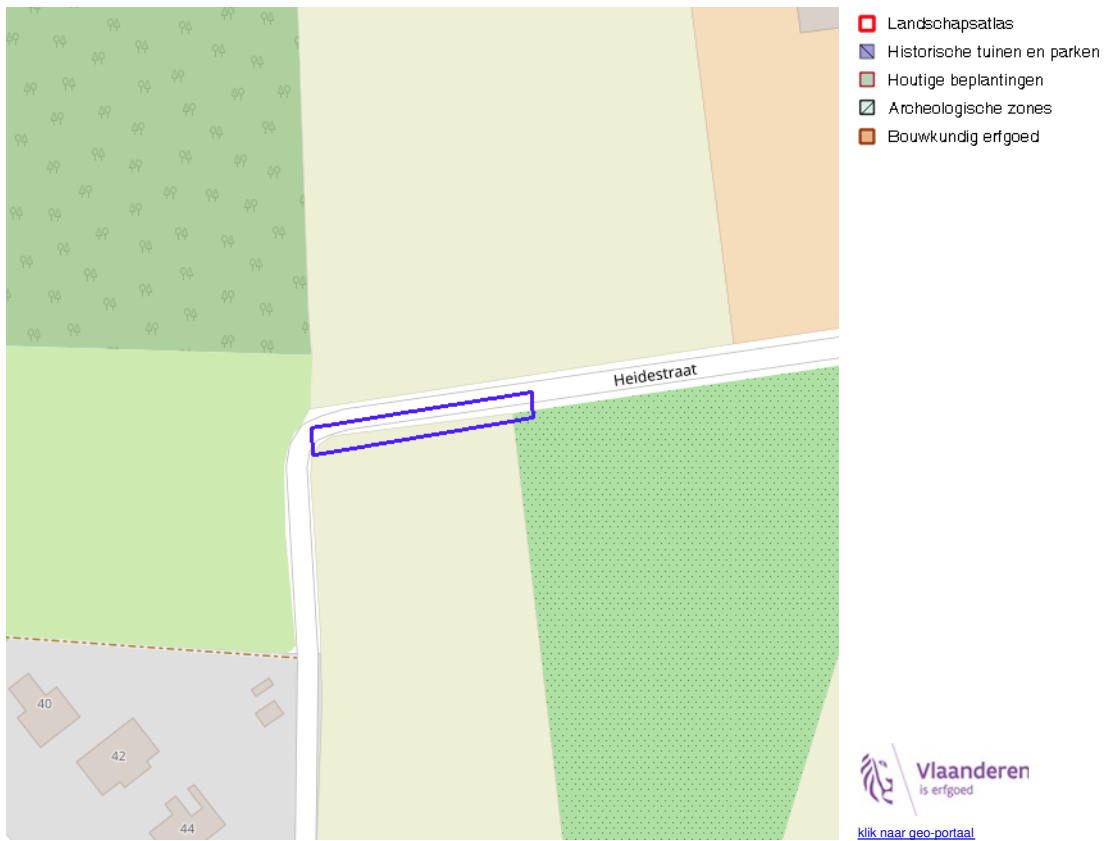 Landschapsatlas
Historische tuinen en parken
Houtige beplantingen
Archeologische zones
Bouwkundig erfgoed
Heidestraat
40
42
44
Vlaanderen
is erfgoed
klik naar geo-portaal